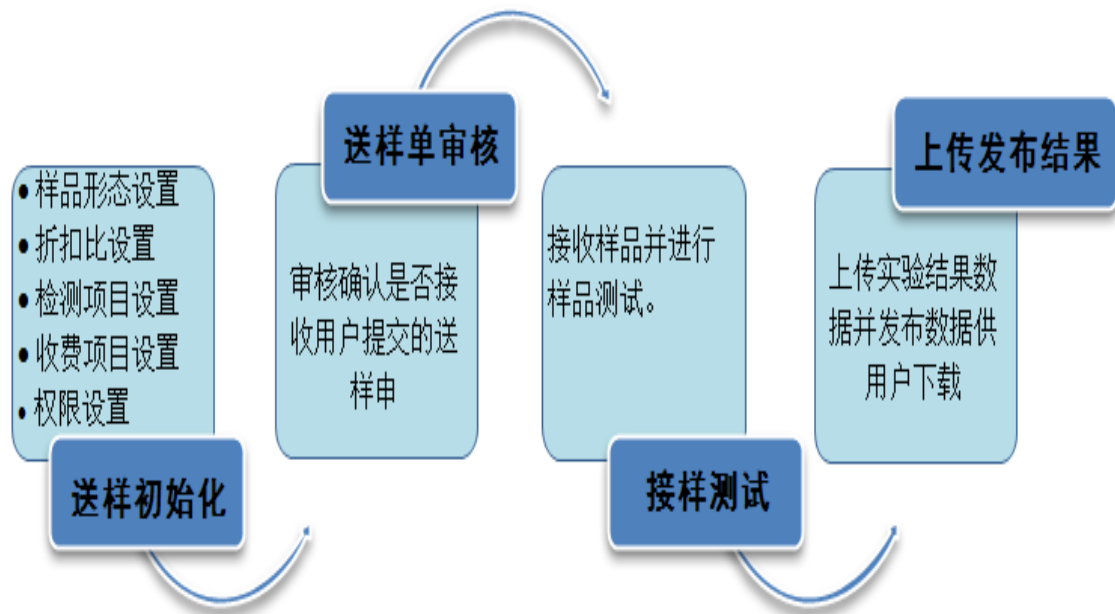 • 样品形态设置
• 折扣比设置
• 检测项目设置
• 收费项目设置
• 权限设置
送样初始化
送样单审核
审核确认是否接
收用户提交的送
样申
接收样品并进行
样品测试。
接样测试
上传发布结果
上传实验结果数
据并发布数据供
用户下载